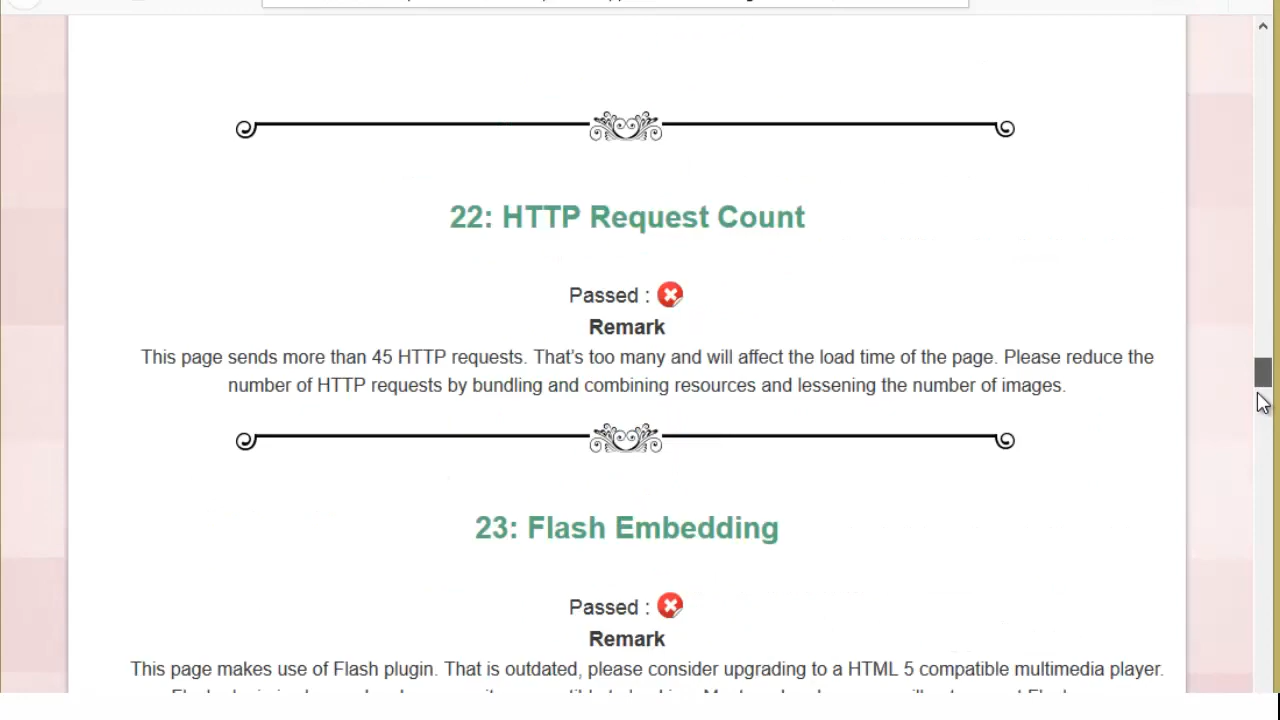 22: HTTP Request Count
Passed :
Remark
This page sends more than 45 HTTP requests. That's too many and will affect the load time of the page. Please reduce the
number of HTTP requests by bundling and combining resources and lessening the number of images.
23: Flash Embedding
Passed :
Remark
This page makes use of Flash plugin. That is outdated, please consider upgrading to a HTML 5 compatible multimedia player.